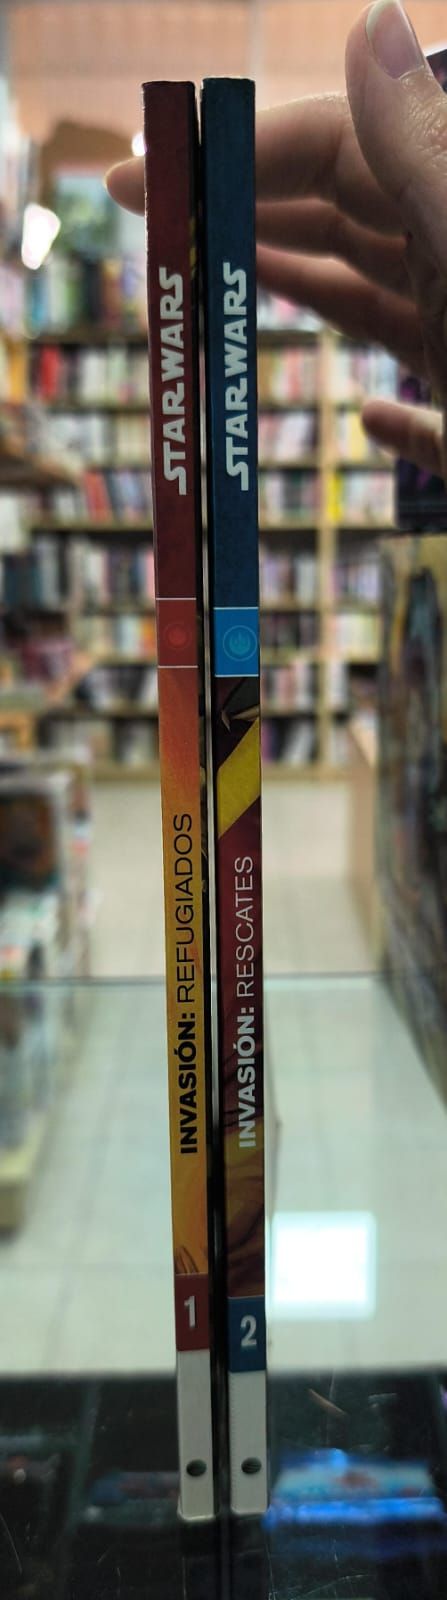 STAR WARS
INVASIÓN: REFUGIADOS
1
STAR WARS
INVASIÓN: RESCATES
2